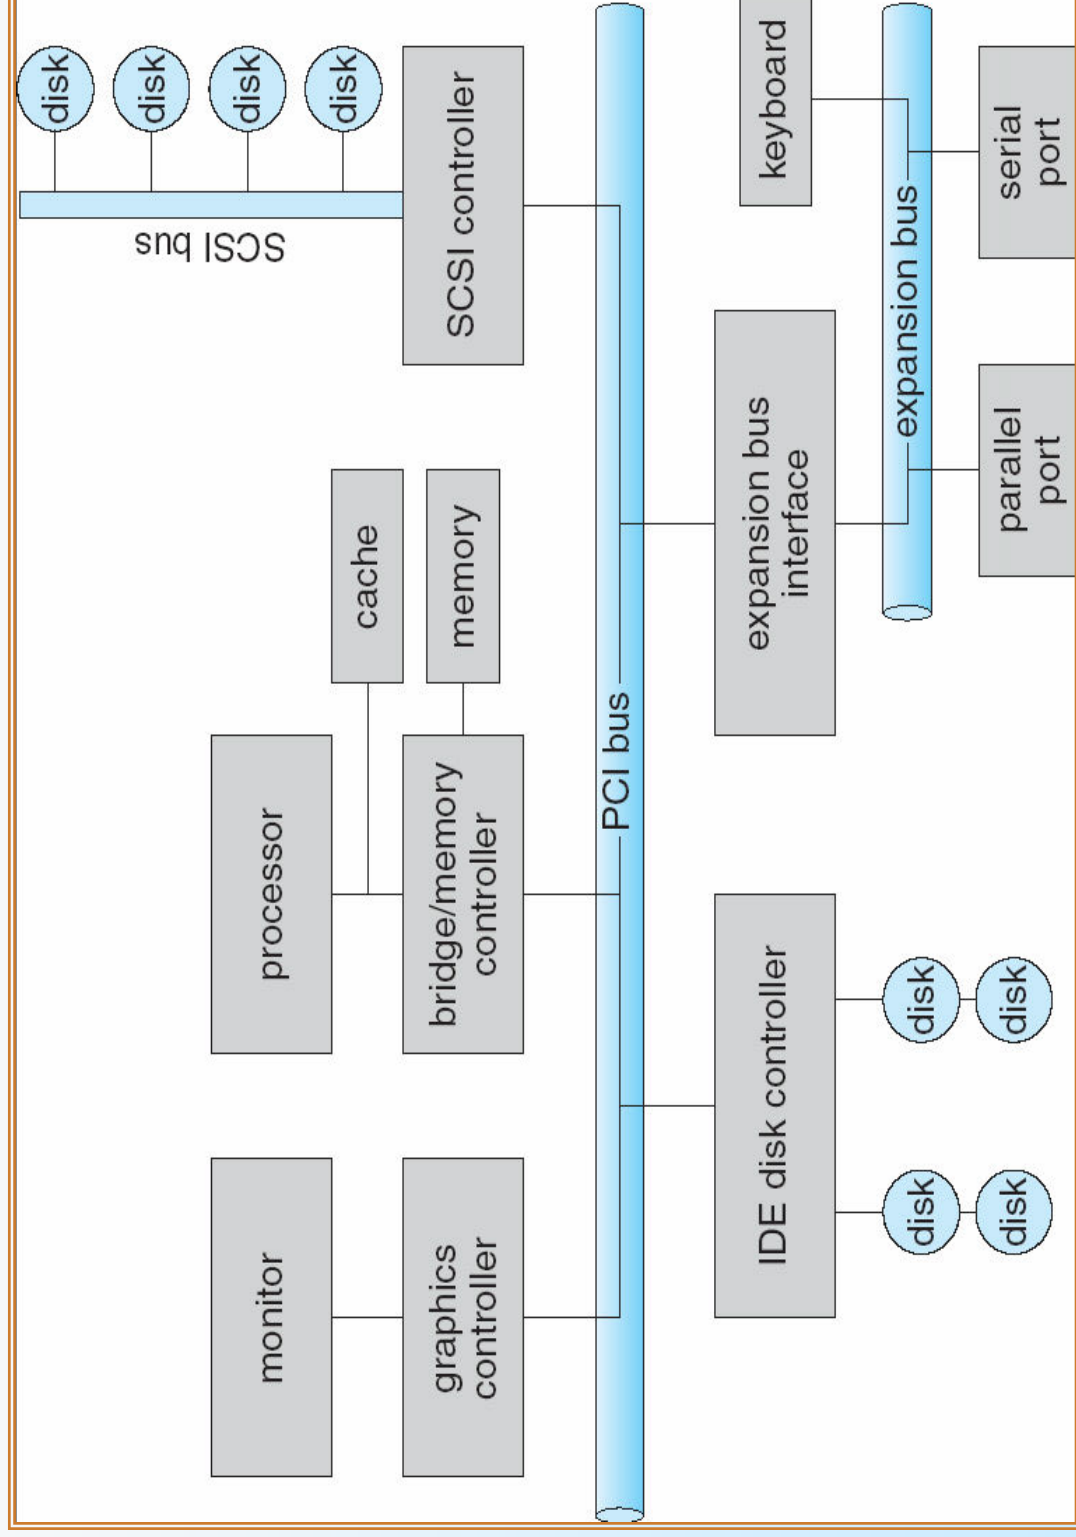 monitor
processor
cache
graphics
controller
bridge/memory
controller
memory
SCSI controller
SCSI bus
disk
disk
disk
disk
PCI bus
IDE disk controller
expansion bus
interface
keyboard
disk
disk
disk
disk
expansion bus
parallel
port
serial
port